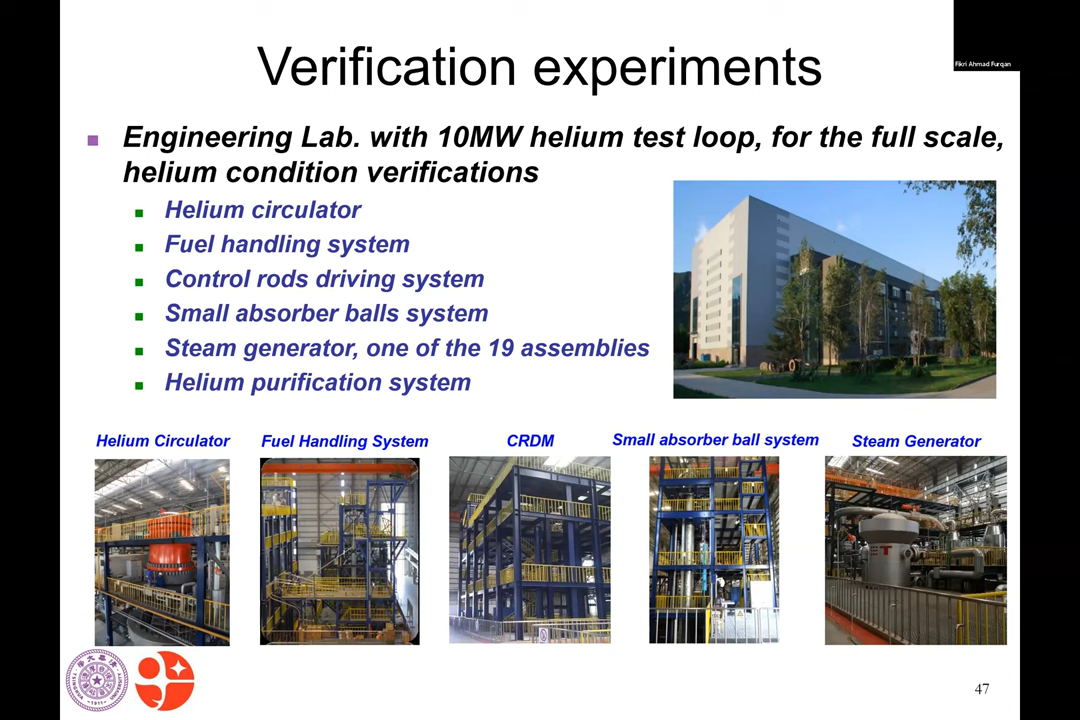 Verification experiments
Fikri Ahmad Furqan
Engineering Lab. with 10MW helium test loop, for the full scale,
helium condition verifications
Helium circulator
Fuel handling system
Control rods driving system
Small absorber balls system
Steam generator, one of the 19 assemblies
Helium purification system
Helium Circulator
Fuel Handling System
CRDM
Small absorber ball system
Steam Generator
47